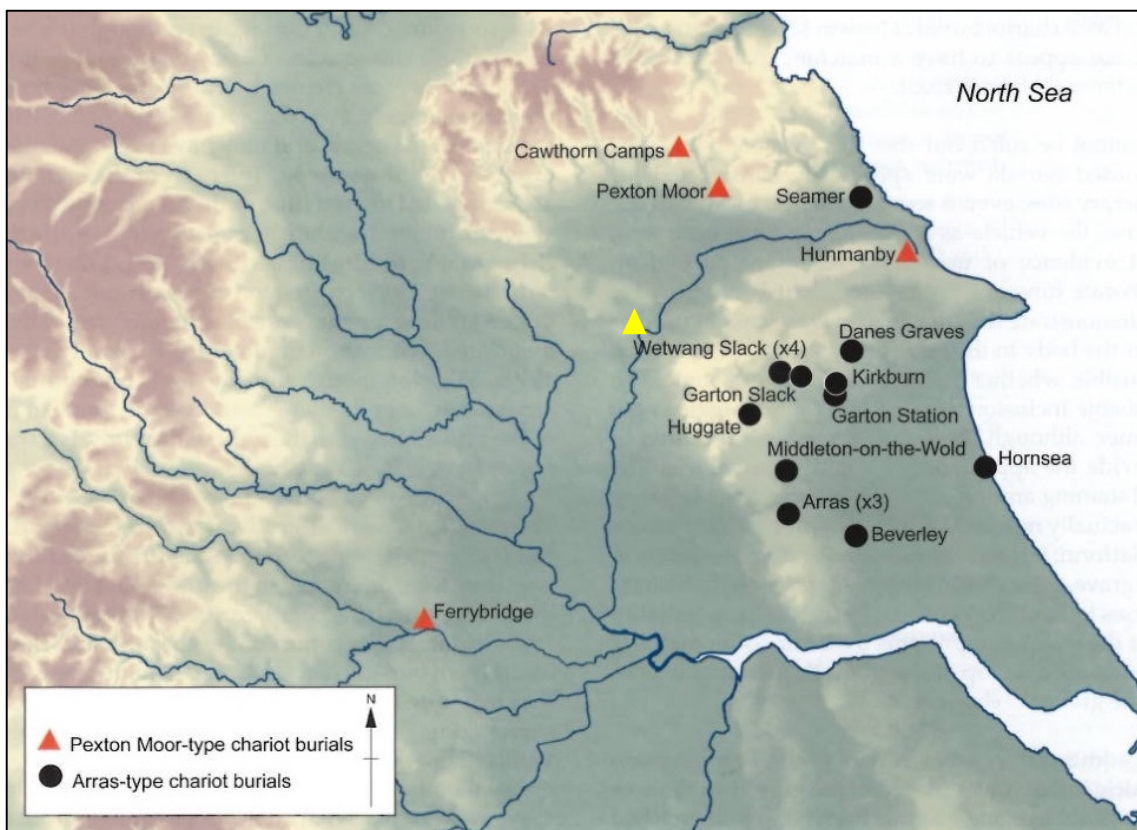 North Sea
Cawthorn Camps
Pexton Moor
Seamer
Hunmanby
Danes Graves
Wetwang Slack (x4)
Kirkburn
Garton Slack
Garton Station
Huggate
Middleton-on-the-Wold
Hornsea
Arras (x3)
Beverley
Ferrybridge
N
Pexton Moor-type chariot burials
Arras-type chariot burials